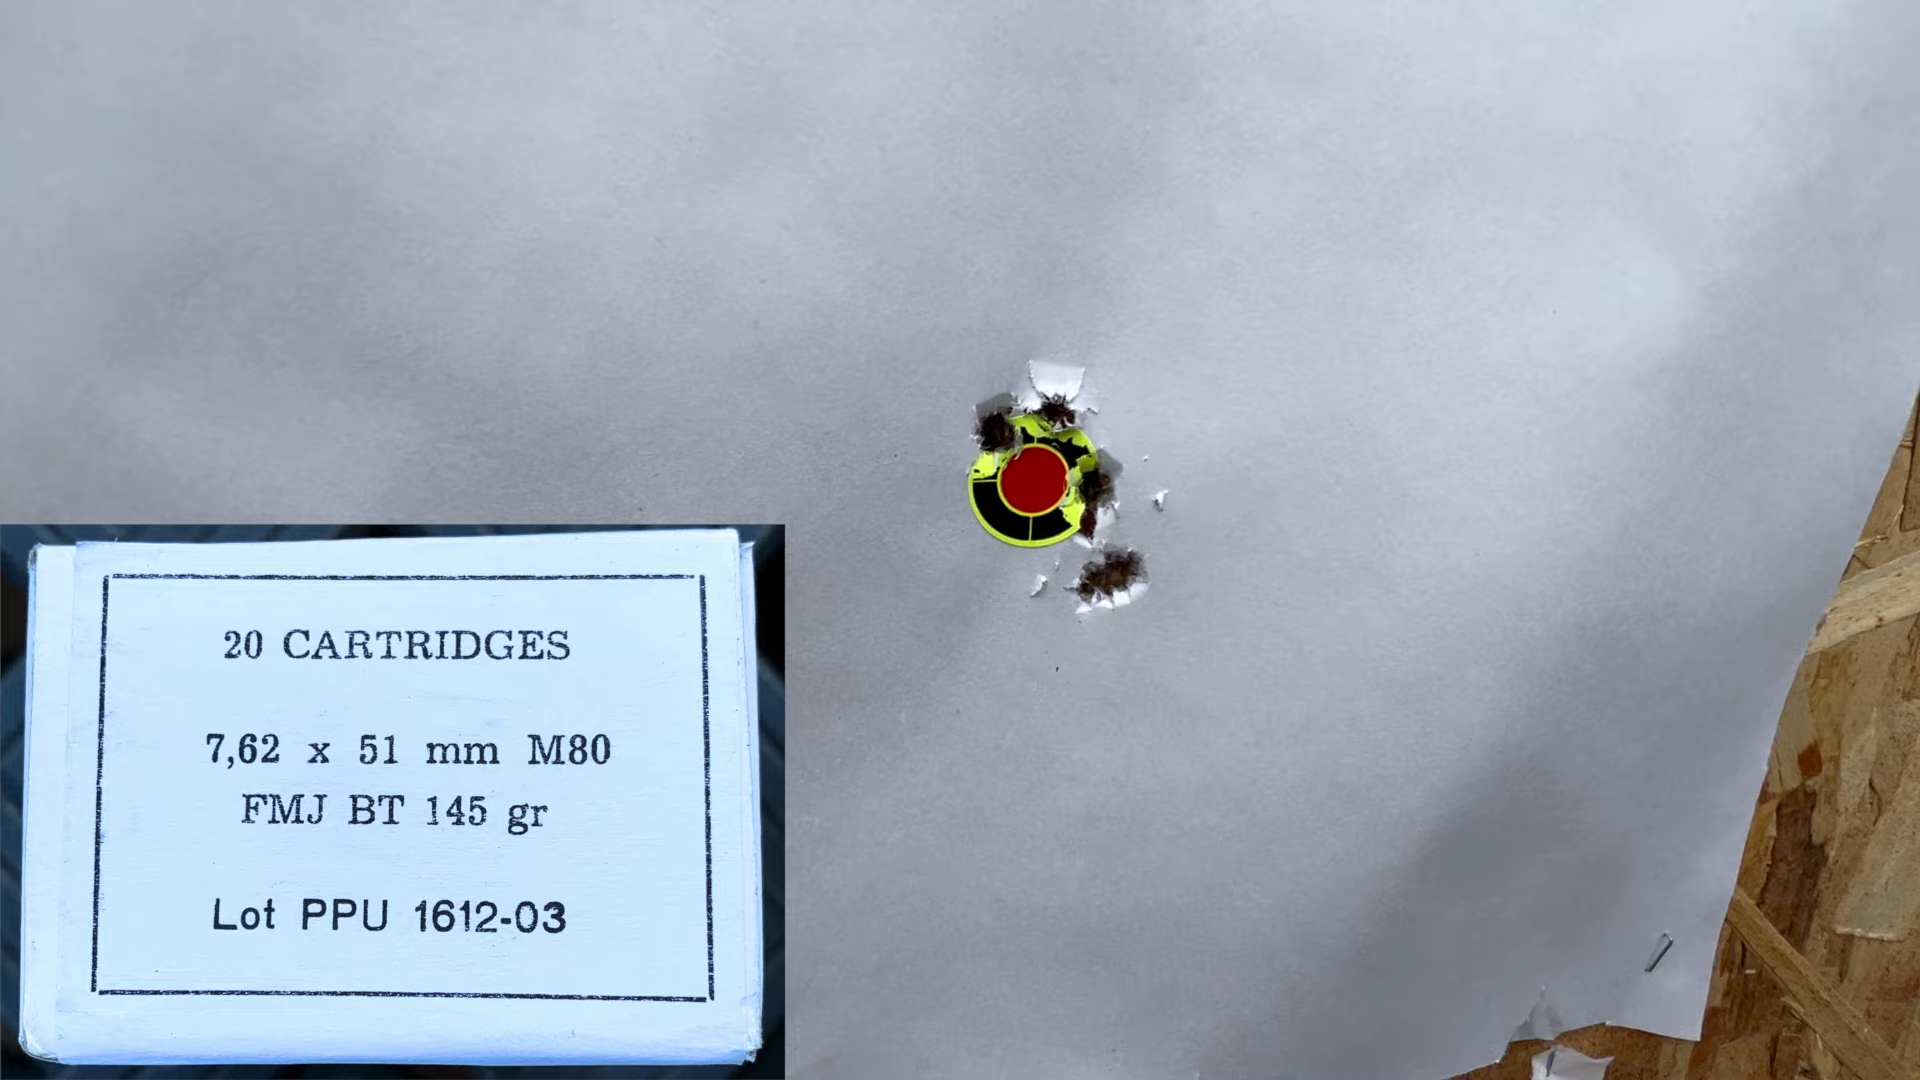 20 CARTRIDGES
7,62 x 51 mm M80
FMJ BT 145 gr
Lot PPU 1612-03